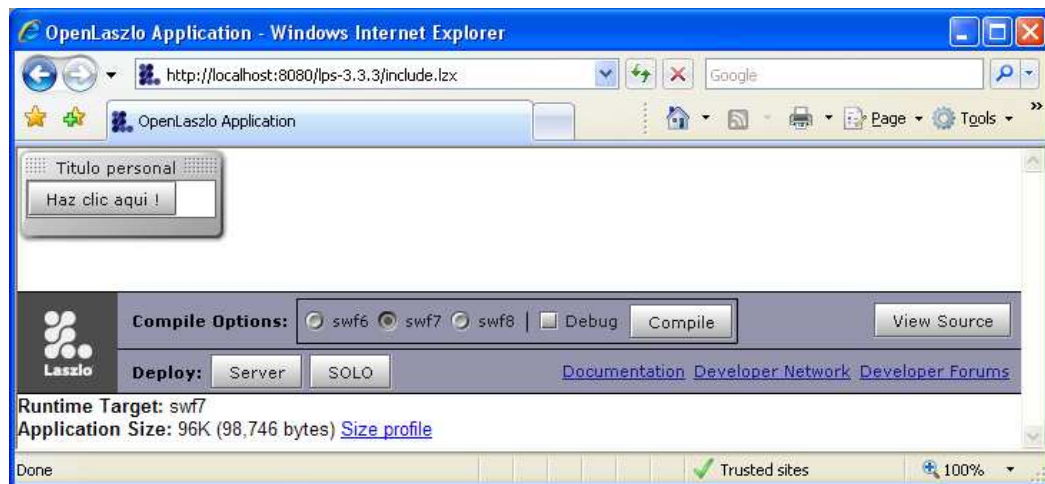 OpenLaszlo Application - Windows Internet Explorer
http://localhost:8080/lps-3.3.3/include.lzx
Google
OpenLaszlo Application
Page
Tools
»
Titulo personal
Haz clic aqui !
Laszlo
Compile Options: swf6 swf7 swf8 | Debug Compile View Source
Deploy: Server SOLO Documentation Developer Network Developer Forums
Runtime Target: swf7
Application Size: 96K (98,746 bytes) Size profile
Done Trusted sites 100%